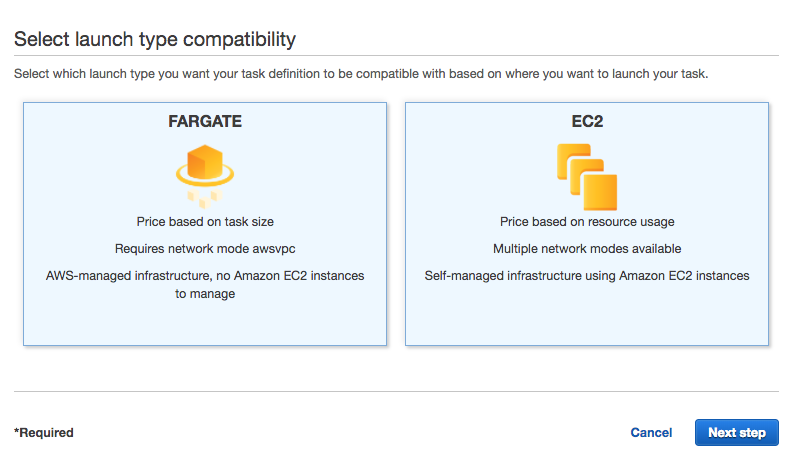 Select launch type compatibility
Select which launch type you want your task definition to be compatible with based on where you want to launch your task.
FARGATE
Price based on task size
Requires network mode awsvpc
AWS-managed infrastructure, no Amazon EC2 instances
to manage
EC2
Price based on resource usage
Multiple network modes available
Self-managed infrastructure using Amazon EC2 instances
*Required
Cancel
Next step